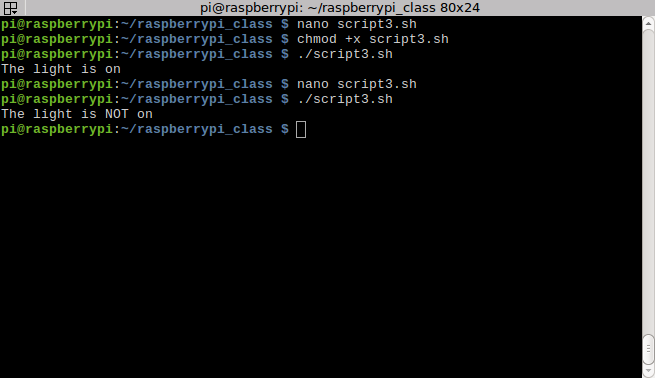 pi@raspberrypi: ~/raspberrypi_class 80x24
pi@raspberrypi:~/raspberrypi_class $ nano script3.sh
pi@raspberrypi:~/raspberrypi_class $ chmod +x script3.sh
pi@raspberrypi:~/raspberrypi_class $ ./script3.sh
The light is on
pi@raspberrypi:~/raspberrypi_class $ nano script3.sh
pi@raspberrypi:~/raspberrypi_class $ ./script3.sh
The light is NOT on
pi@raspberrypi:~/raspberrypi_class $